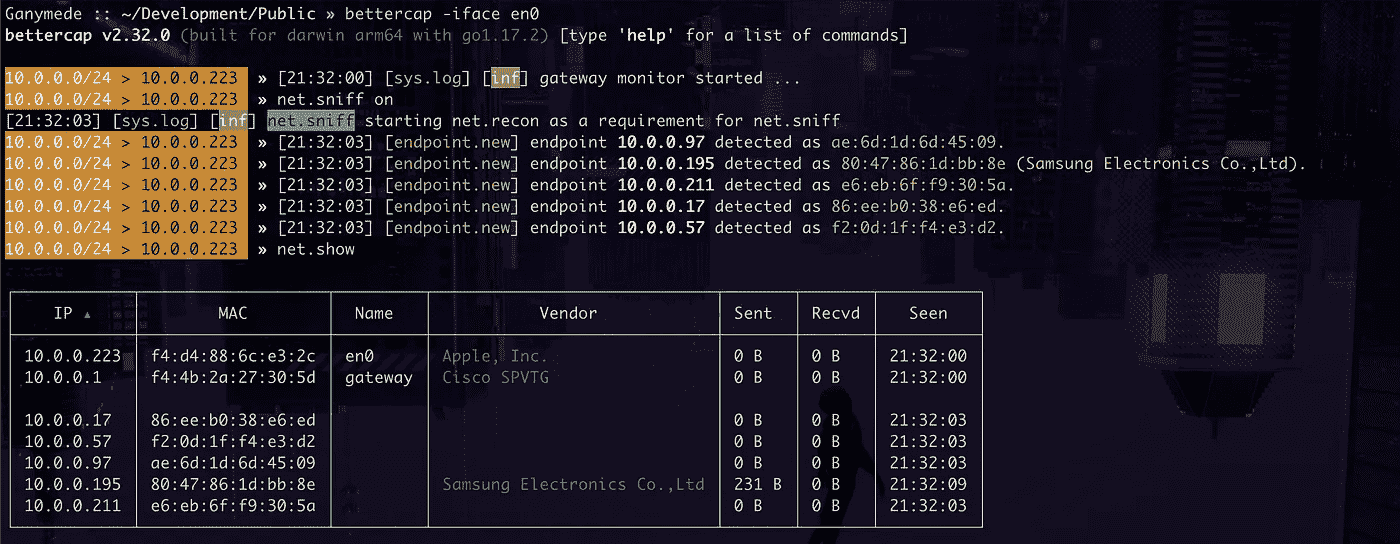 Ganymede :: ~/Development/Public » bettercap -iface en0
bettercap v2.32.0 (built for darwin arm64 with go1.17.2) [type 'help' for a list of commands]
10.0.0.0/24 > 10.0.0.223 » [21:32:00] [sys.log] [inf] gateway monitor started ...
10.0.0.0/24 > 10.0.0.223 » net.sniff on
[21:32:03] [sys.log] [inf] net.sniff starting net.recon as a requirement for net.sniff
10.0.0.0/24 > 10.0.0.223 » [21:32:03] [endpoint.new] endpoint 10.0.0.97 detected as ae:6d:1d:6d:45:09.
10.0.0.0/24 > 10.0.0.223 » [21:32:03] [endpoint.new] endpoint 10.0.0.195 detected as 80:47:86:1d:bb:8e (Samsung Electronics Co.,Ltd).
10.0.0.0/24 > 10.0.0.223 » [21:32:03] [endpoint.new] endpoint 10.0.0.211 detected as e6:eb:6f:f9:30:5a.
10.0.0.0/24 > 10.0.0.223 » [21:32:03] [endpoint.new] endpoint 10.0.0.17 detected as 86:ee:b0:38:e6:ed.
10.0.0.0/24 > 10.0.0.223 » [21:32:03] [endpoint.new] endpoint 10.0.0.57 detected as f2:0d:1f:f4:e3:d2.
10.0.0.0/24 > 10.0.0.223 » net.show
IP ▲ MAC Name Vendor Sent Recvd Seen
10.0.0.223 f4:d4:88:6c:e3:2c en0 Apple, Inc. 0 B 0 B 21:32:00
10.0.0.1 f4:4b:2a:27:30:5d gateway Cisco SPVTG 0 B 0 B 21:32:00
10.0.0.17 86:ee:b0:38:e6:ed 0 B 0 B 21:32:03
10.0.0.57 f2:0d:1f:f4:e3:d2 0 B 0 B 21:32:03
10.0.0.97 ae:6d:1d:6d:45:09 0 B 0 B 21:32:03
10.0.0.195 80:47:86:1d:bb:8e Samsung Electronics Co.,Ltd 231 B 0 B 21:32:09
10.0.0.211 e6:eb:6f:f9:30:5a 0 B 0 B 21:32:03